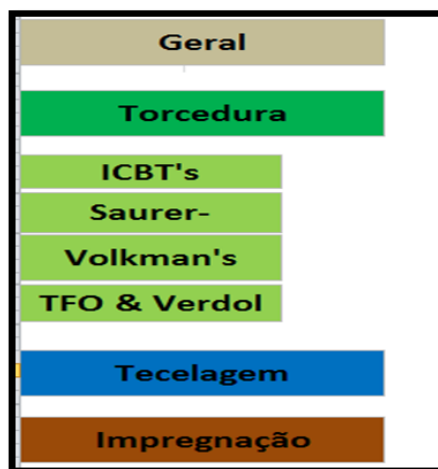 Geral
Torcedura
ICBT's
Saurer-
Volkman's
TFO & Verdol
Tecelagem
Impregnação